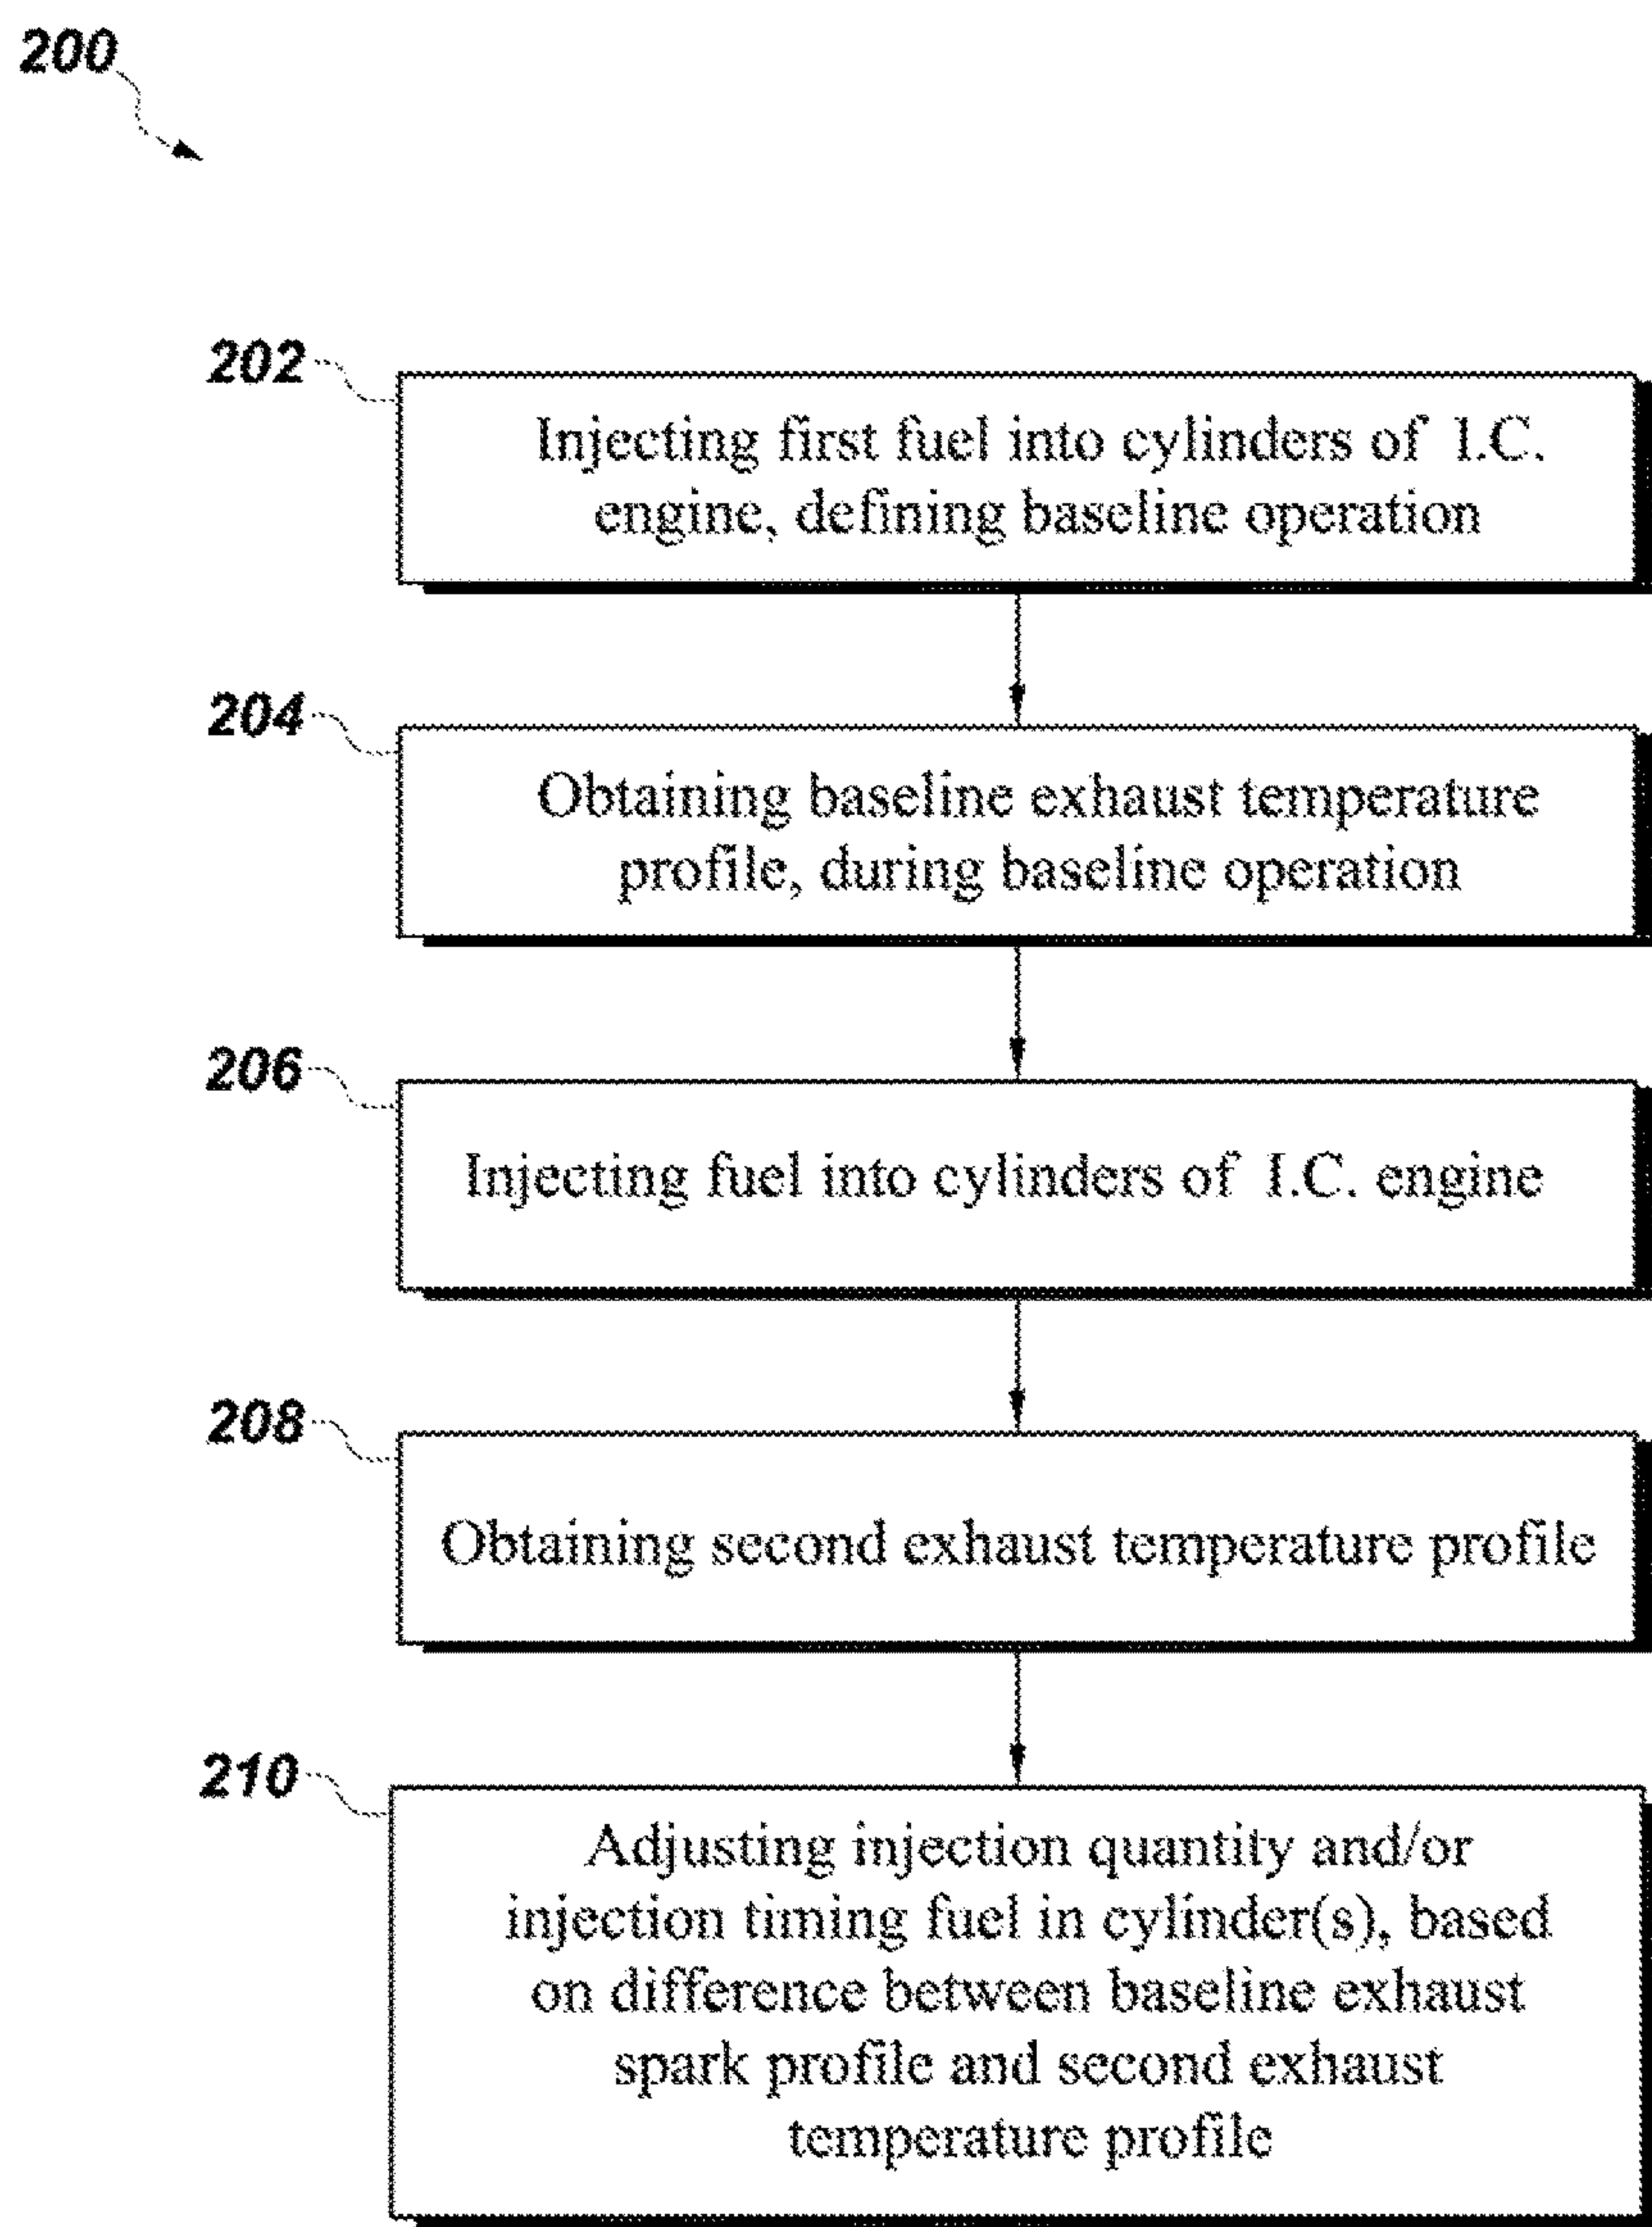 200
202
Injecting first fuel into cylinders of I.C.
engine, defining baseline operation
204
Obtaining baseline exhaust temperature
profile, during baseline operation
206
Injecting fuel into cylinders of I.C. engine
208
Obtaining second exhaust temperature profile
210
Adjusting injection quantity and/or
injection timing fuel in cylinder(s), based
on difference between baseline exhaust
spark profile and second exhaust
temperature profile